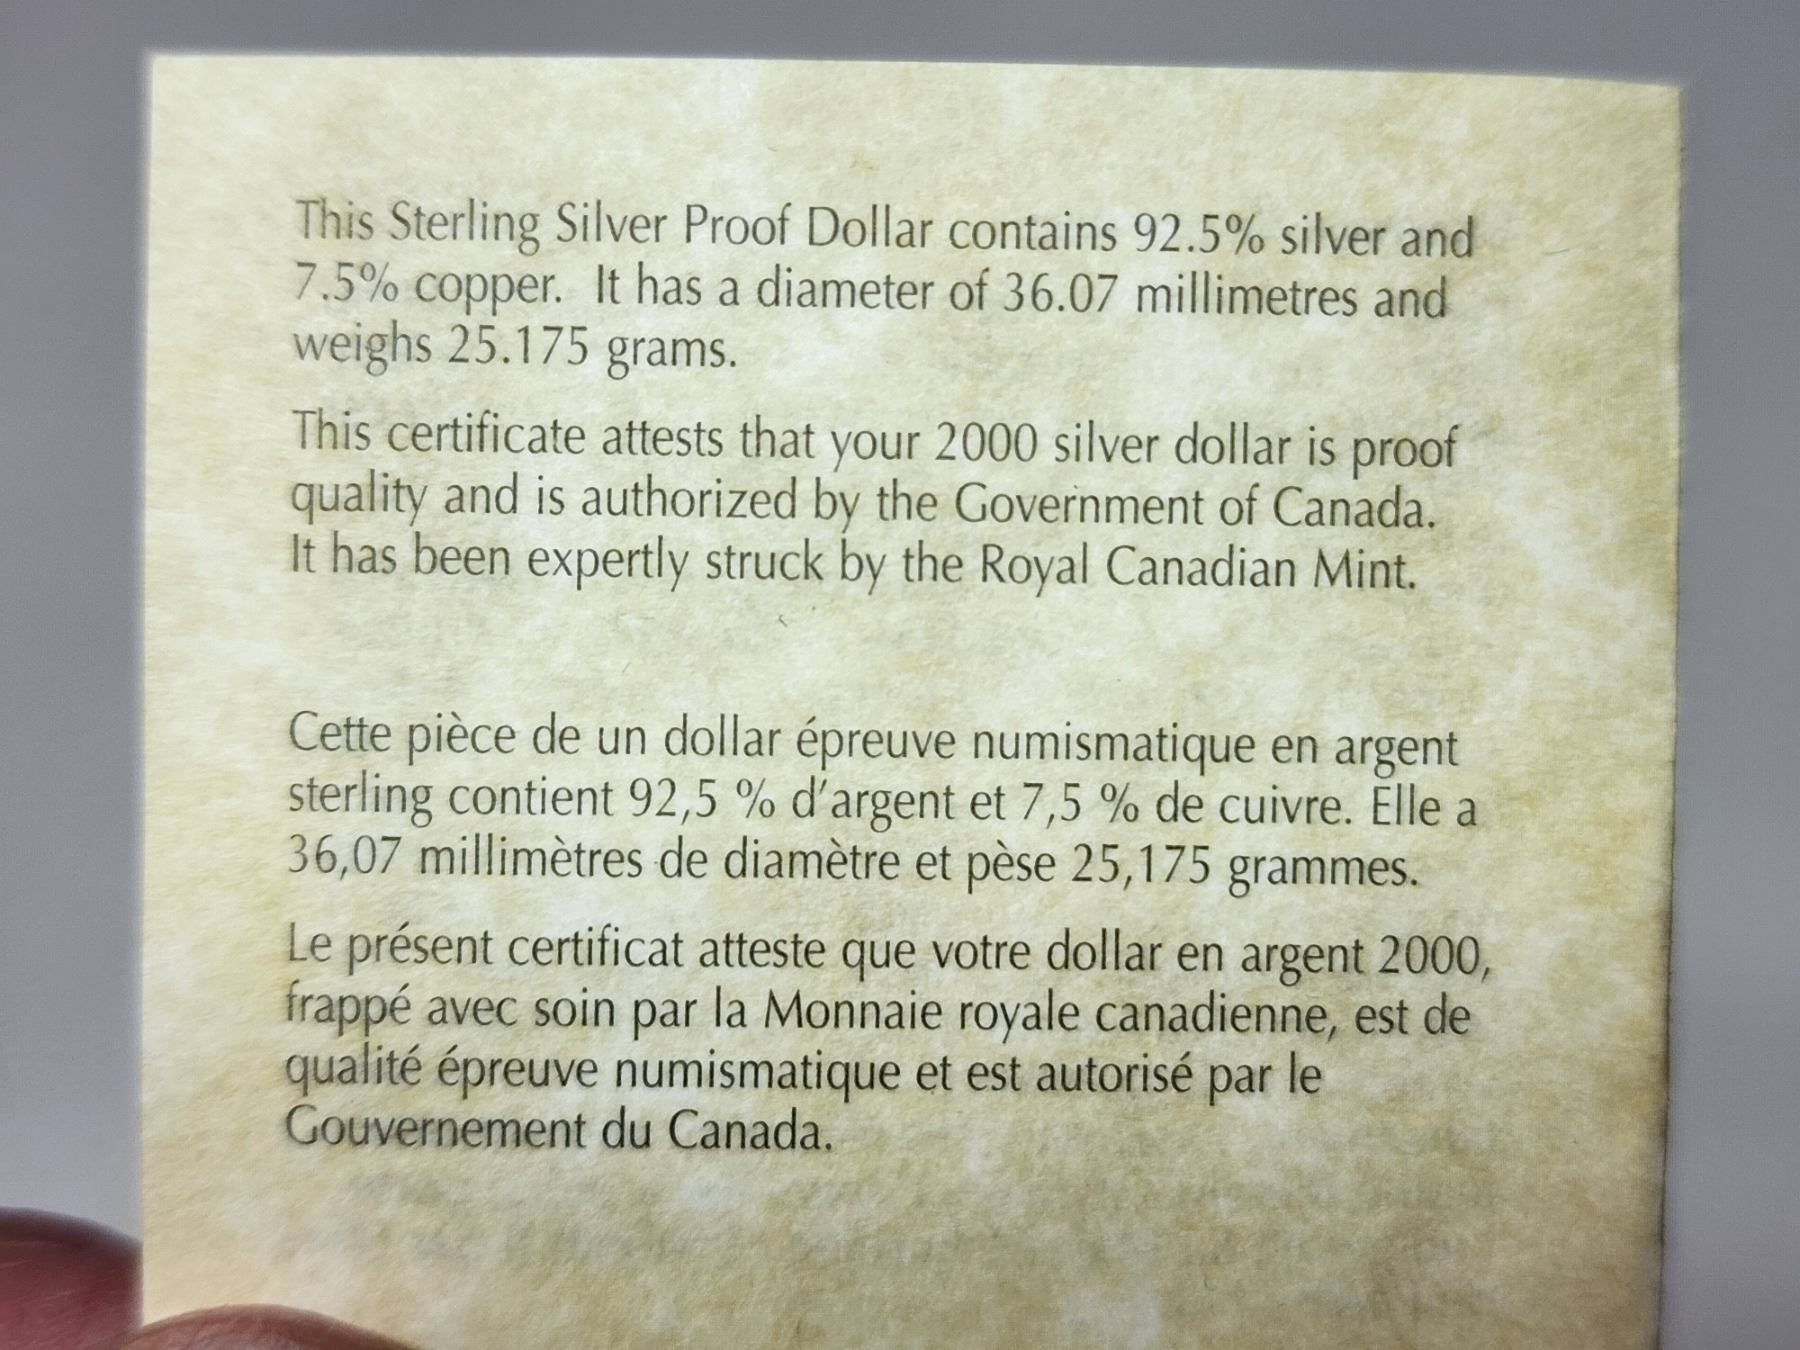 This Sterling Silver Proof Dollar contains 92.5% silver and
7.5% copper.  It has a diameter of 36.07 millimetres and
weighs 25.175 grams.
This certificate attests that your 2000 silver dollar is proof
quality and is authorized by the Government of Canada.
It has been expertly struck by the Royal Canadian Mint.
Cette pièce de un dollar épreuve numismatique en argent
sterling contient 92,5 % d'argent et 7,5 % de cuivre. Elle a
36,07 millimètres de diamètre et pèse 25,175 grammes.
Le présent certificat atteste que votre dollar en argent 2000,
frappé avec soin par la Monnaie royale canadienne, est de
qualité épreuve numismatique et est autorisé par le
Gouvernement du Canada.